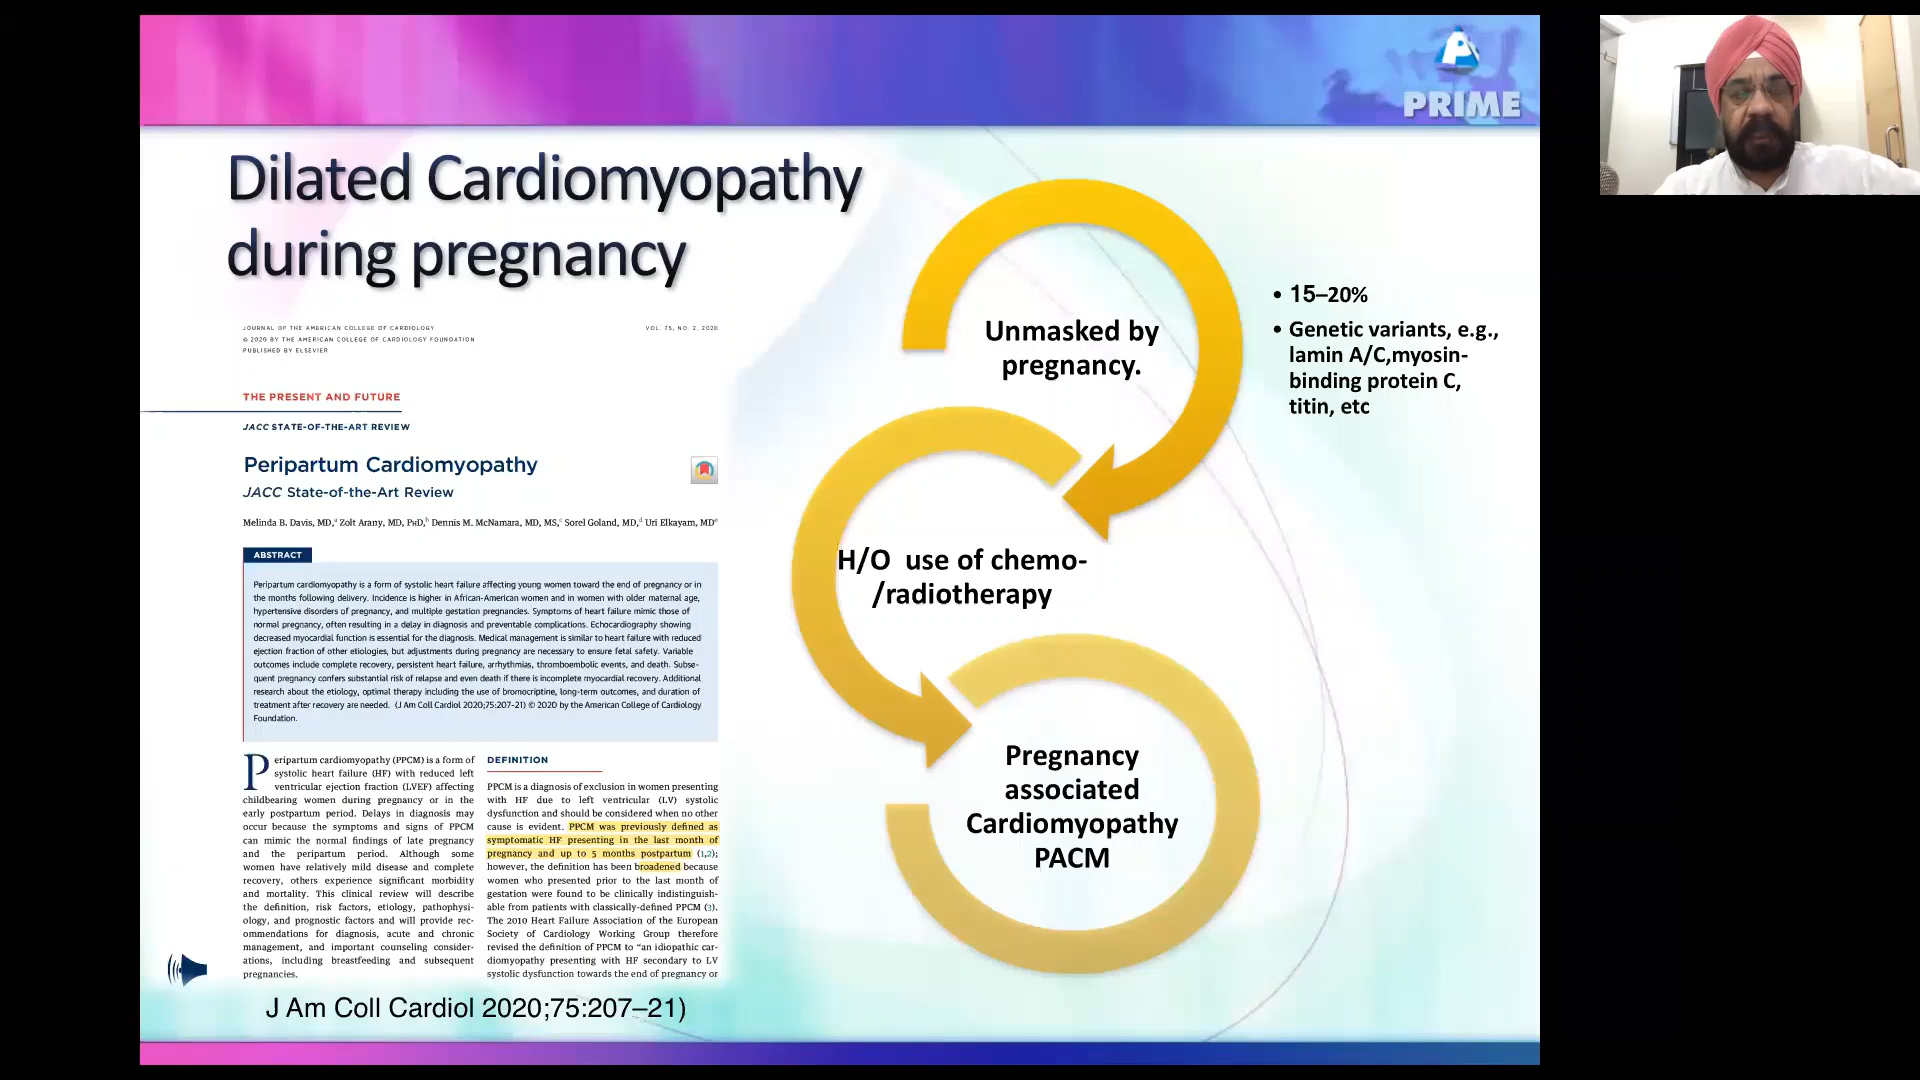 PRIME
Dilated Cardiomyopathy
during pregnancy
JOURNAL OF THE AMERICAN COLLEGE OF CARDIOLOGY
VOL. 75, NO. 2, 2020
© 2020 BY THE AMERICAN COLLEGE OF CARDIOLOGY FOUNDATION
PUBLISHED BY ELSEVIER
THE PRESENT AND FUTURE
JACC STATE-OF-THE-ART REVIEW
Peripartum Cardiomyopathy
JACC State-of-the-Art Review
Melinda B. Davis, MD,a Zolt Arany, MD, PHD,b Dennis M. McNamara, MD, MS,c Sorel Goland, MD,d Uri Elkayam, MDe
ABSTRACT
Peripartum cardiomyopathy is a form of systolic heart failure affecting young women toward the end of pregnancy or in
the months following delivery. Incidence is higher in African-American women and in women with older maternal age,
hypertensive disorders of pregnancy, and multiple gestation pregnancies. Symptoms of heart failure mimic those of
normal pregnancy, often resulting in a delay in diagnosis and preventable complications. Echocardiography showing
decreased myocardial function is essential for the diagnosis. Medical management is similar to heart failure with reduced
ejection fraction of other etiologies, but adjustments during pregnancy are necessary to ensure fetal safety. Variable
outcomes include complete recovery, persistent heart failure, arrhythmias, thromboembolic events, and death. Subse-
quent pregnancy confers substantial risk of relapse and even death if there is incomplete myocardial recovery. Additional
research about the etiology, optimal therapy including the use of bromocriptine, long-term outcomes, and duration of
treatment after recovery are needed. (J Am Coll Cardiol 2020;75:207-21) © 2020 by the American College of Cardiology
Foundation.
Peripartum cardiomyopathy (PPCM) is a form of
systolic heart failure (HF) with reduced left
ventricular ejection fraction (LVEF) affecting
childbearing women during pregnancy or in the
early postpartum period. Delays in diagnosis may
occur because the symptoms and signs of PPCM
can mimic the normal findings of late pregnancy
and the peripartum period. Although some
women have relatively mild disease and complete
recovery, others experience significant morbidity
and mortality. This clinical review will describe
the definition, risk factors, etiology, pathophysi-
ology, and prognostic factors and will provide rec-
ommendations for diagnosis, acute and chronic
management, and important counseling consider-
ations, including breastfeeding and subsequent
pregnancies.
DEFINITION
PPCM is a diagnosis of exclusion in women presenting
with HF due to left ventricular (LV) systolic
dysfunction and should be considered when no other
cause is evident. PPCM was previously defined as
symptomatic HF presenting in the last month of
pregnancy and up to 5 months postpartum (1,2);
however, the definition has been broadened because
women who presented prior to the last month of
gestation were found to be clinically indistinguish-
able from patients with classically-defined PPCM (3).
The 2010 Heart Failure Association of the European
Society of Cardiology Working Group therefore
revised the definition of PPCM to “an idiopathic car-
diomyopathy presenting with HF secondary to LV
systolic dysfunction towards the end of pregnancy or
J Am Coll Cardiol 2020;75:207–21)
Unmasked by
pregnancy.
• 15–20%
• Genetic variants, e.g.,
lamin A/C,myosin-
binding protein C,
titin, etc
H/O use of chemo-
/radiotherapy
Pregnancy
associated
Cardiomyopathy
PACM